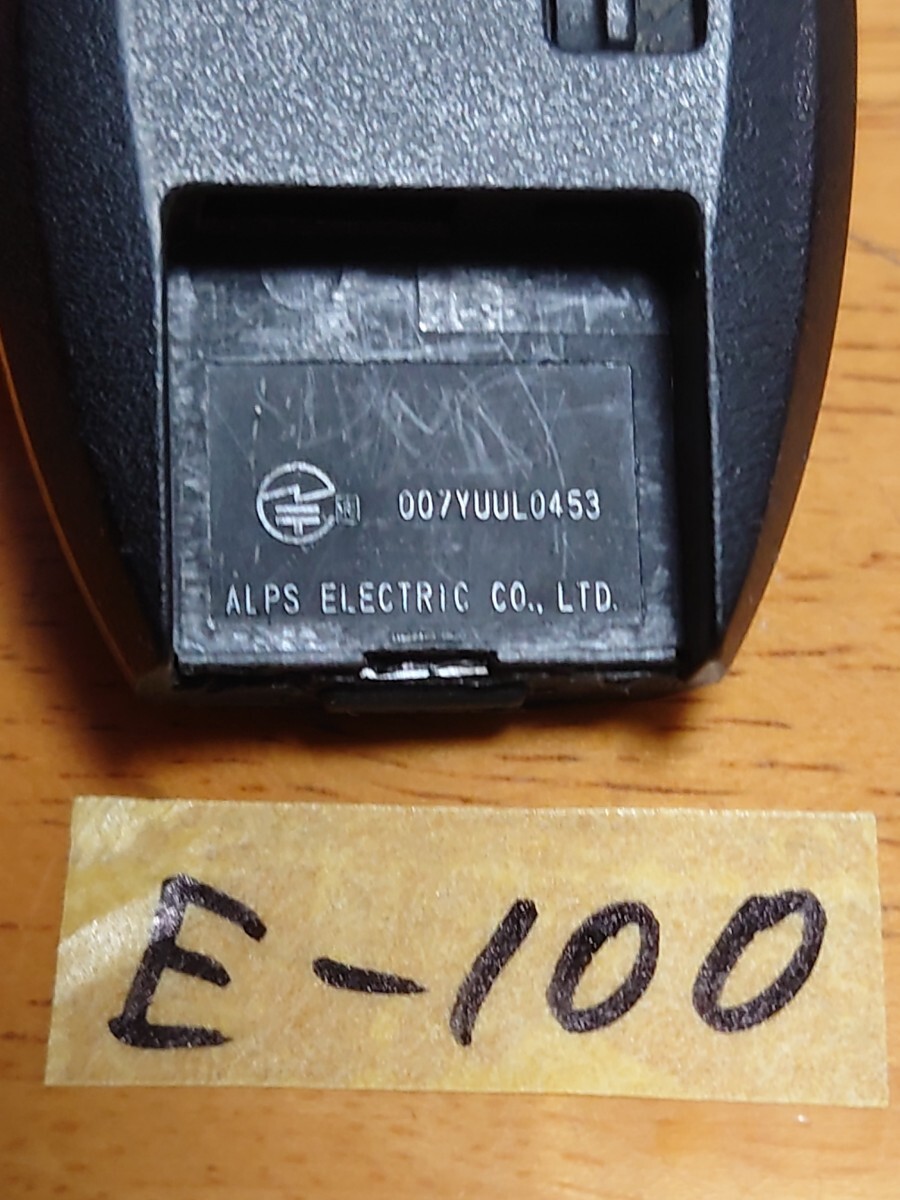 007YUUL0453
ALPS ELECTRIC CO., LTD.
E-100